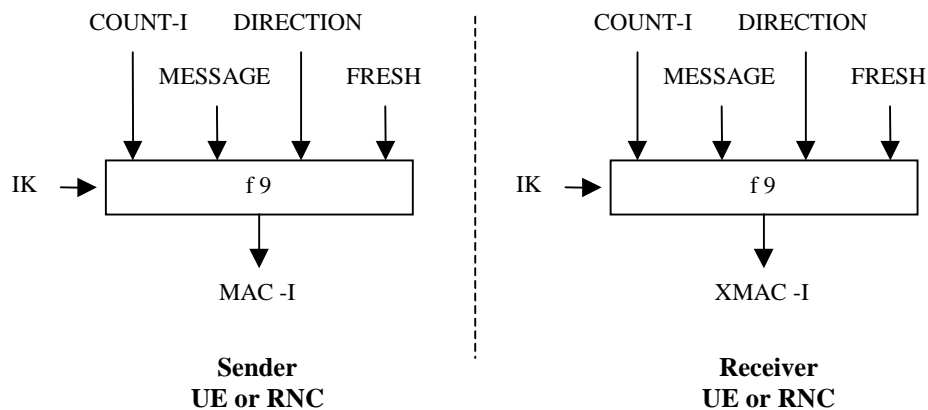 COUNT-I DIRECTION
MESSAGE FRESH
IK
f 9
MAC -I
Sender
UE or RNC
COUNT-I DIRECTION
MESSAGE FRESH
IK
f 9
XMAC -I
Receiver
UE or RNC